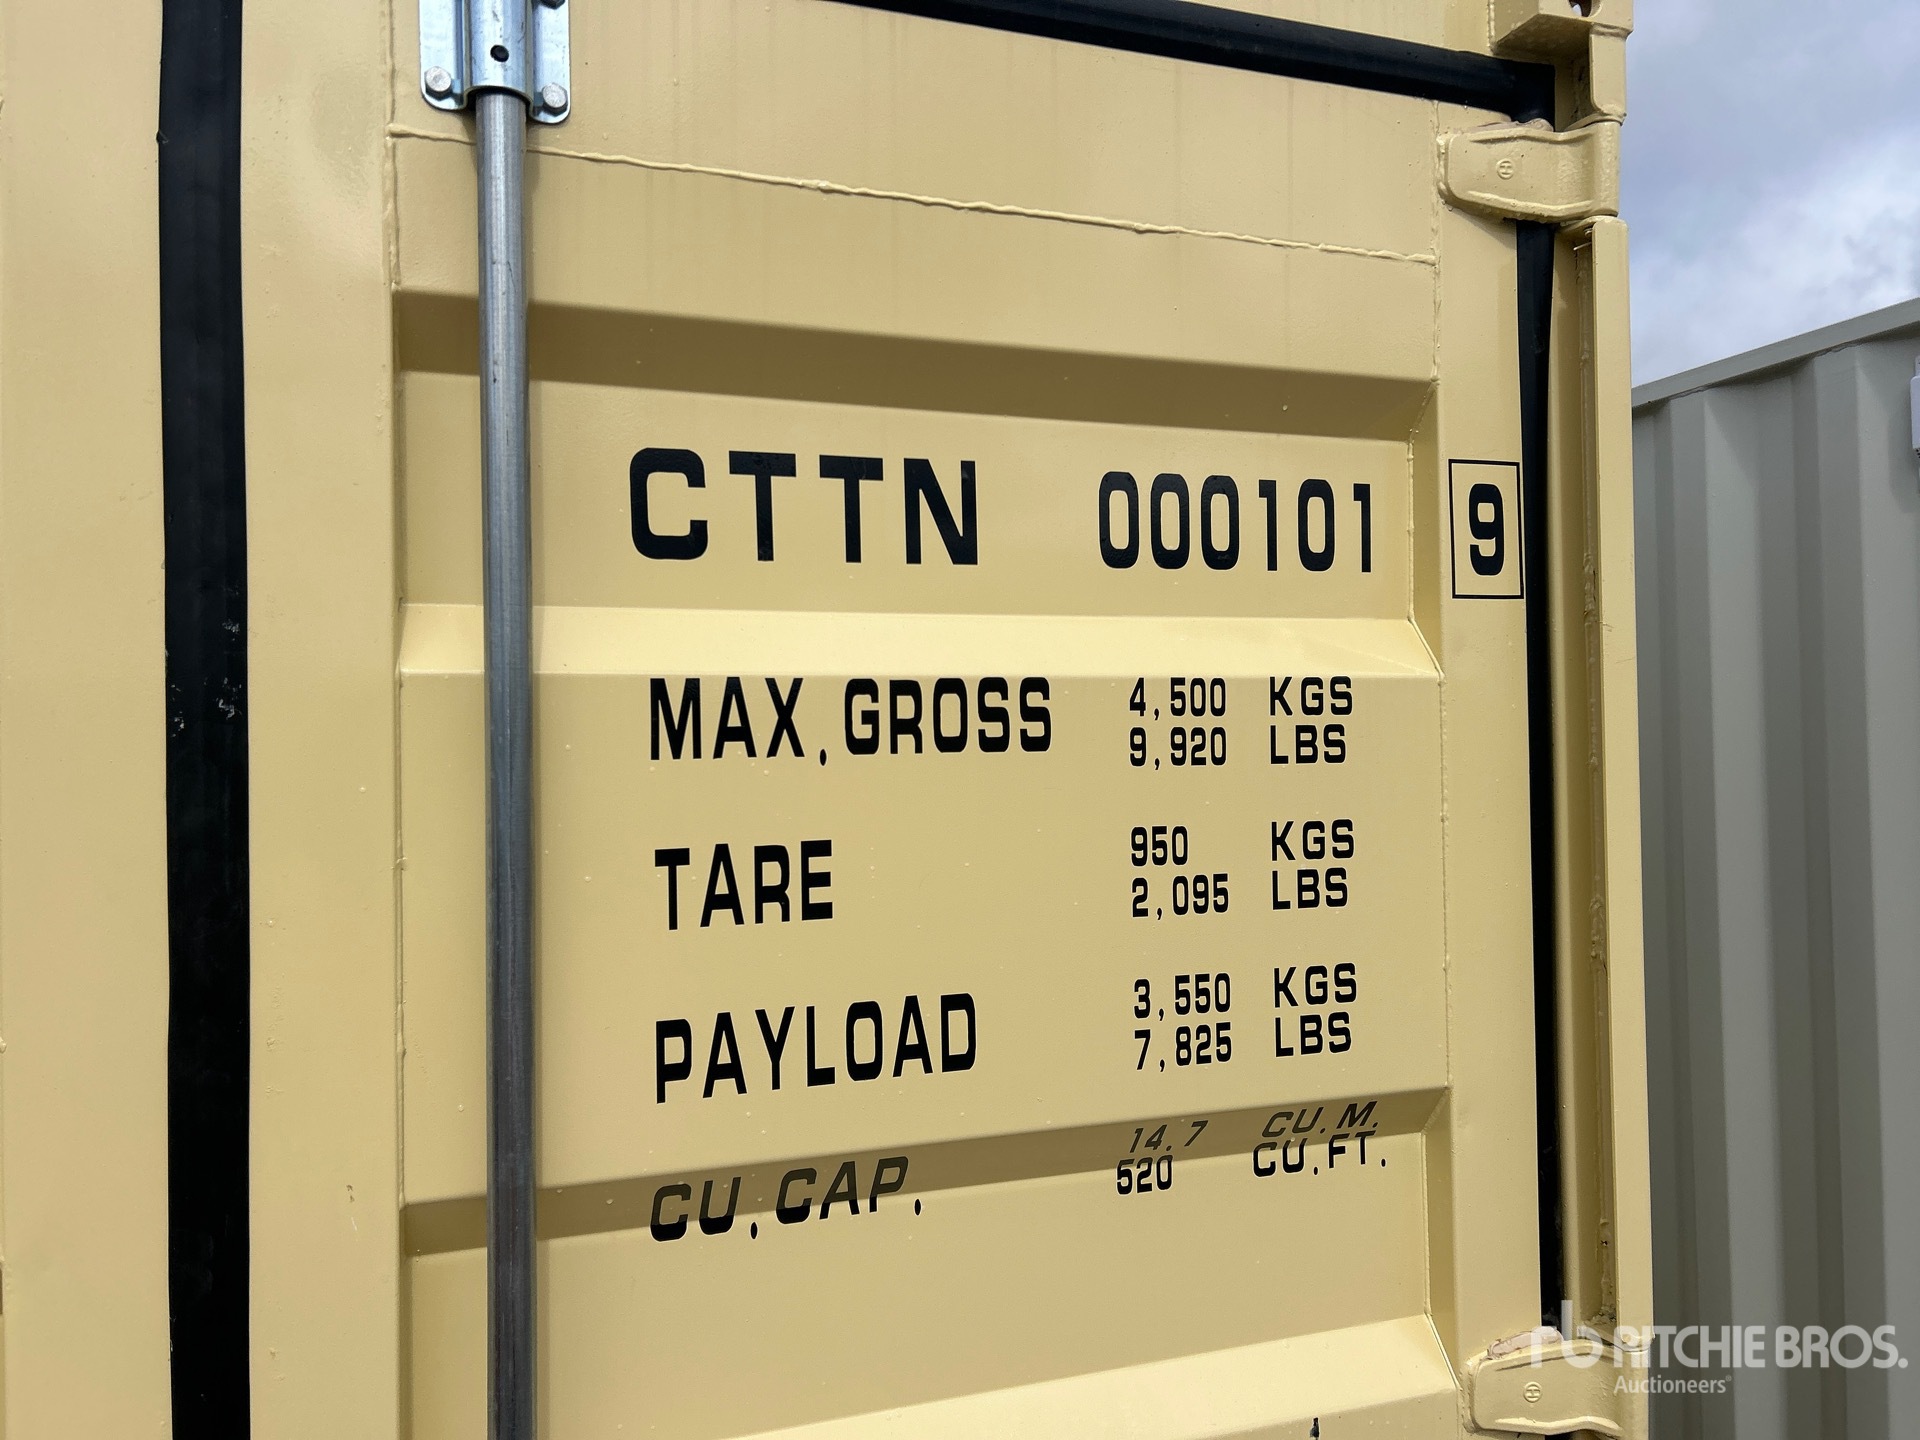 CTTN 000101 9
MAX.GROSS 4,500 KGS
9,920 LBS
TARE 950 KGS
2,095 LBS
PAYLOAD 3,550 KGS
7,825 LBS
CU.CAP. 14.7 CU.M.
520 CU.FT.
rb RITCHIE BROS.
Auctioneers